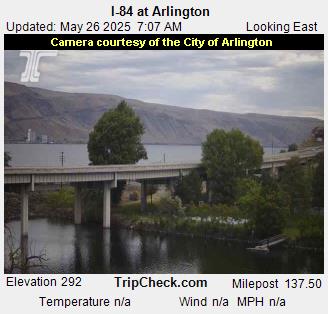 I-84 at Arlington
Updated: May 26 2025 7:07 AM Looking East
Camera courtesy of the City of Arlington
Elevation 292 TripCheck.com Milepost 137.50
Temperature n/a Wind n/a MPH n/a